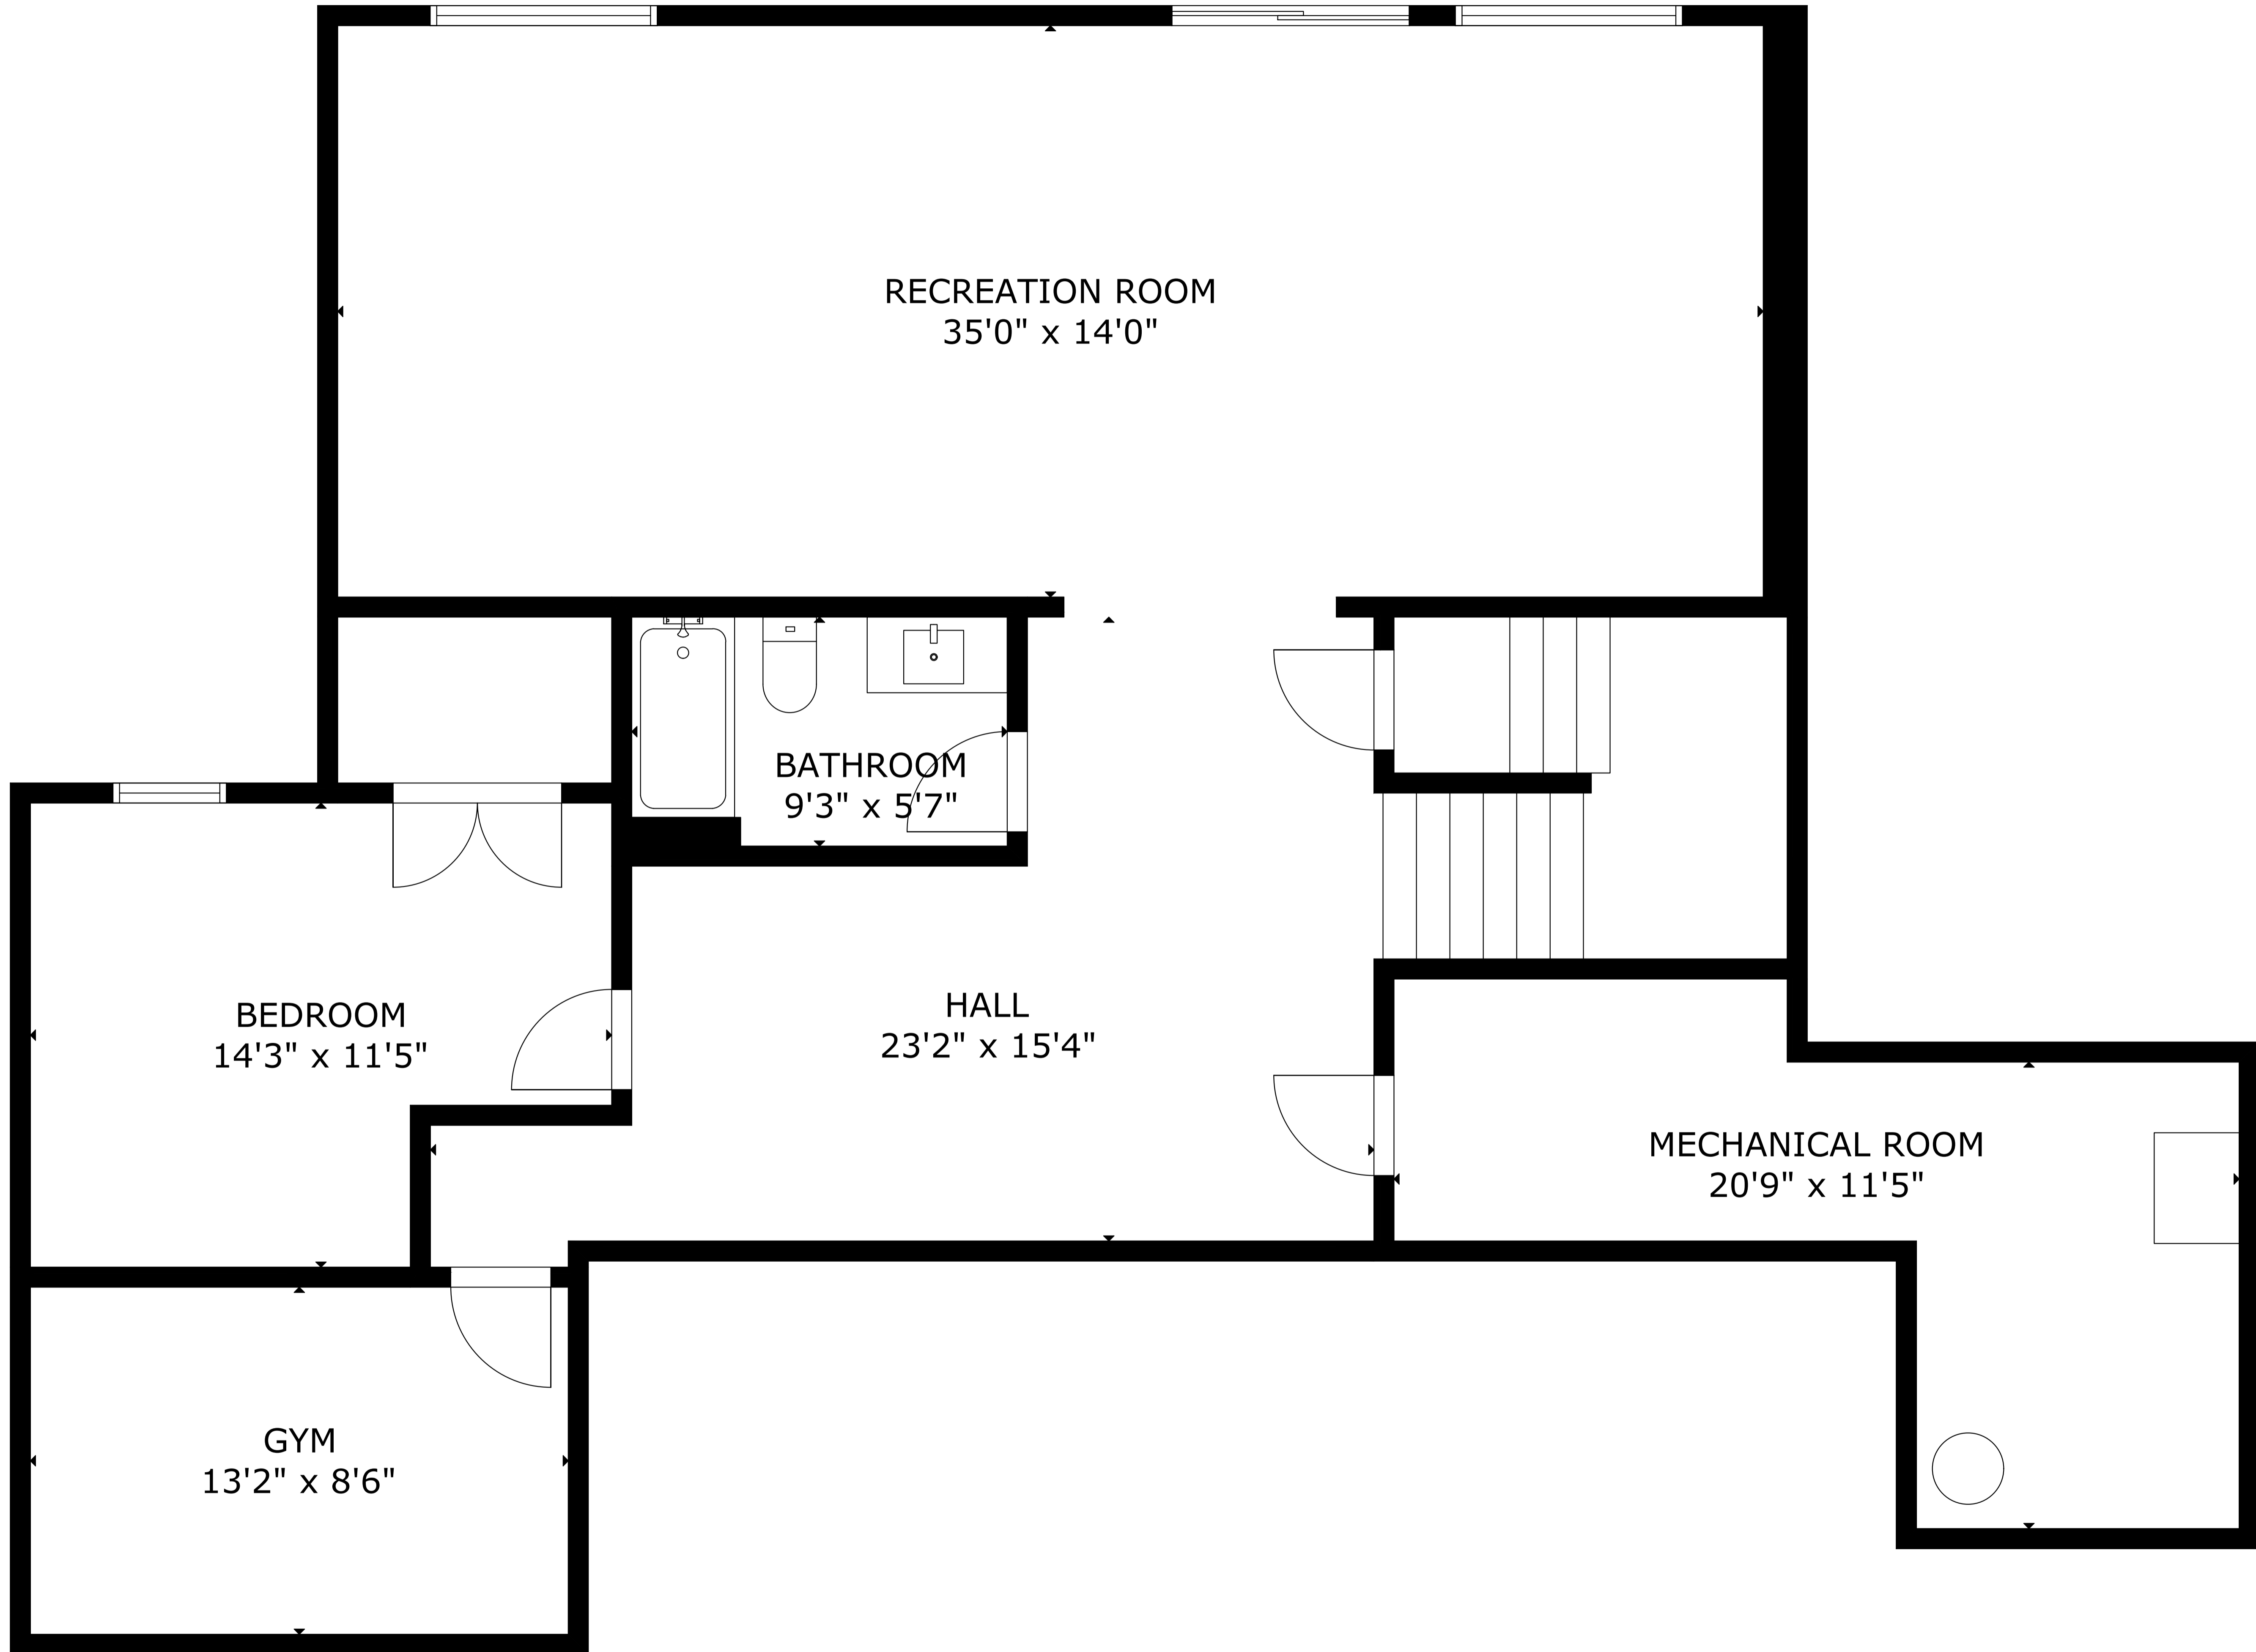 RECREATION ROOM
35'0" x 14'0"
BATHROOM
9'3" x 5'7"
BEDROOM
14'3" x 11'5"
HALL
23'2" x 15'4"
MECHANICAL ROOM
20'9" x 11'5"
GYM
13'2" x 8'6"